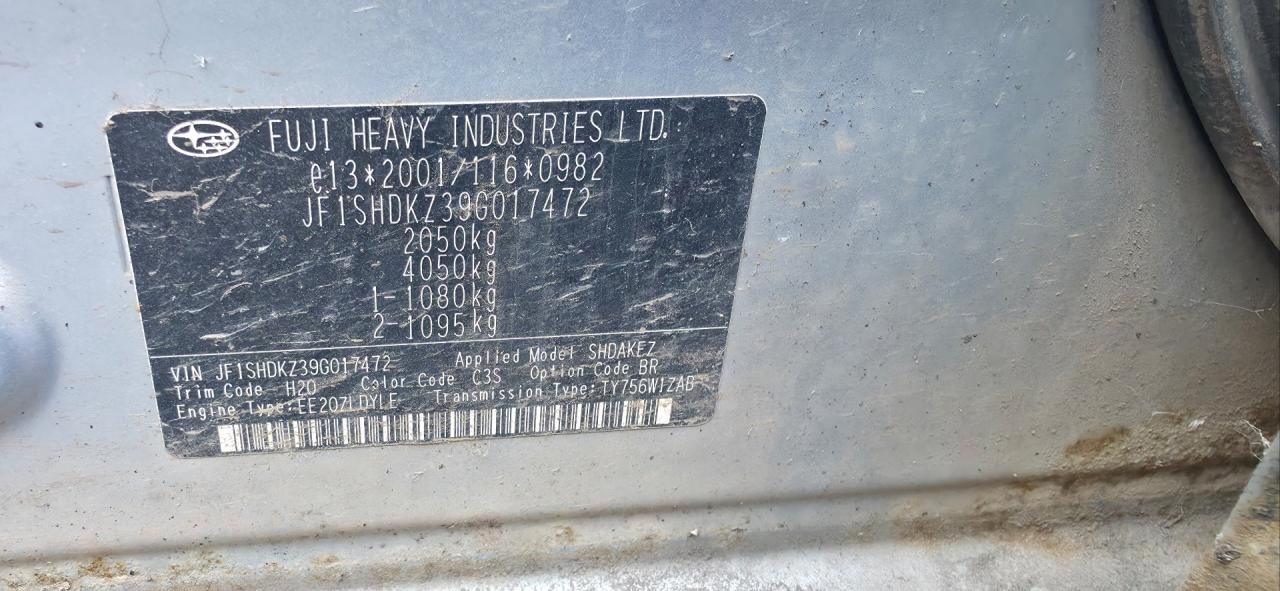 FUJI HEAVY INDUSTRIES LTD.
e13*2001/116*0982
JF1SHDKZ39G017472
2050kg
4050kg
1-1080kg
2-1095kg
VIN JF1SHDKZ39G017472 Applied Model SHDAKEZ
Trim Code H20 Color Code C3S Option Code BR
Engine Type:EE20ZLDYLE Transmission Type:TY756W1ZAB